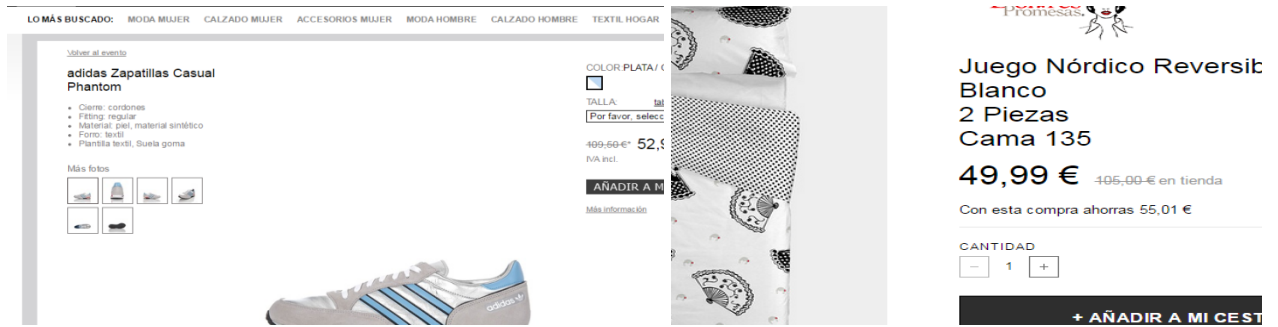 LO MÁS BUSCADO: MODA MUJER CALZADO MUJER ACCESORIOS MUJER MODA HOMBRE CALZADO HOMBRE TEXTIL HOGAR
Volver al evento
adidas Zapatillas Casual
Phantom
Cierre: cordones
Fitting: regular
Material: piel, material sintético
Forro: textil
Plantilla textil, Suela goma
Más fotos
COLOR:PLATA /
TALLA:
Por favor, selecc
109,50 €* 52,9
IVA incl.
AÑADIR A M
Más información
adidas
Promesas.
Juego Nórdico Reversib
Blanco
2 Piezas
Cama 135
49,99 € 105,00 € en tienda
Con esta compra ahorras 55,01 €
CANTIDAD
− 1 +
+ AÑADIR A MI CEST